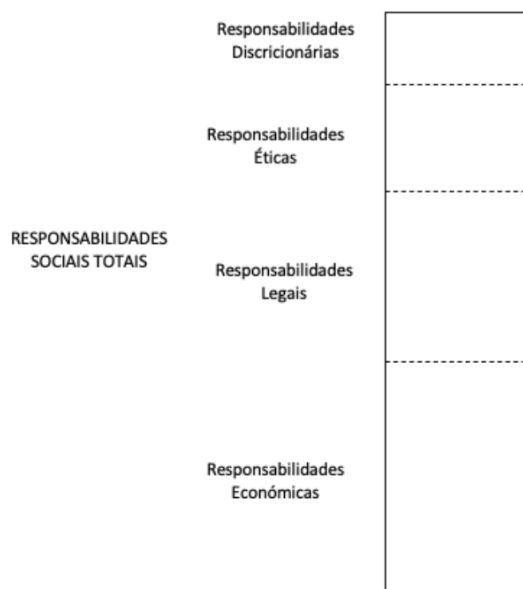 Responsabilidades
Discricionárias
Responsabilidades
Éticas
RESPONSABILIDADES
SOCIAIS TOTAIS
Responsabilidades
Legais
Responsabilidades
Económicas